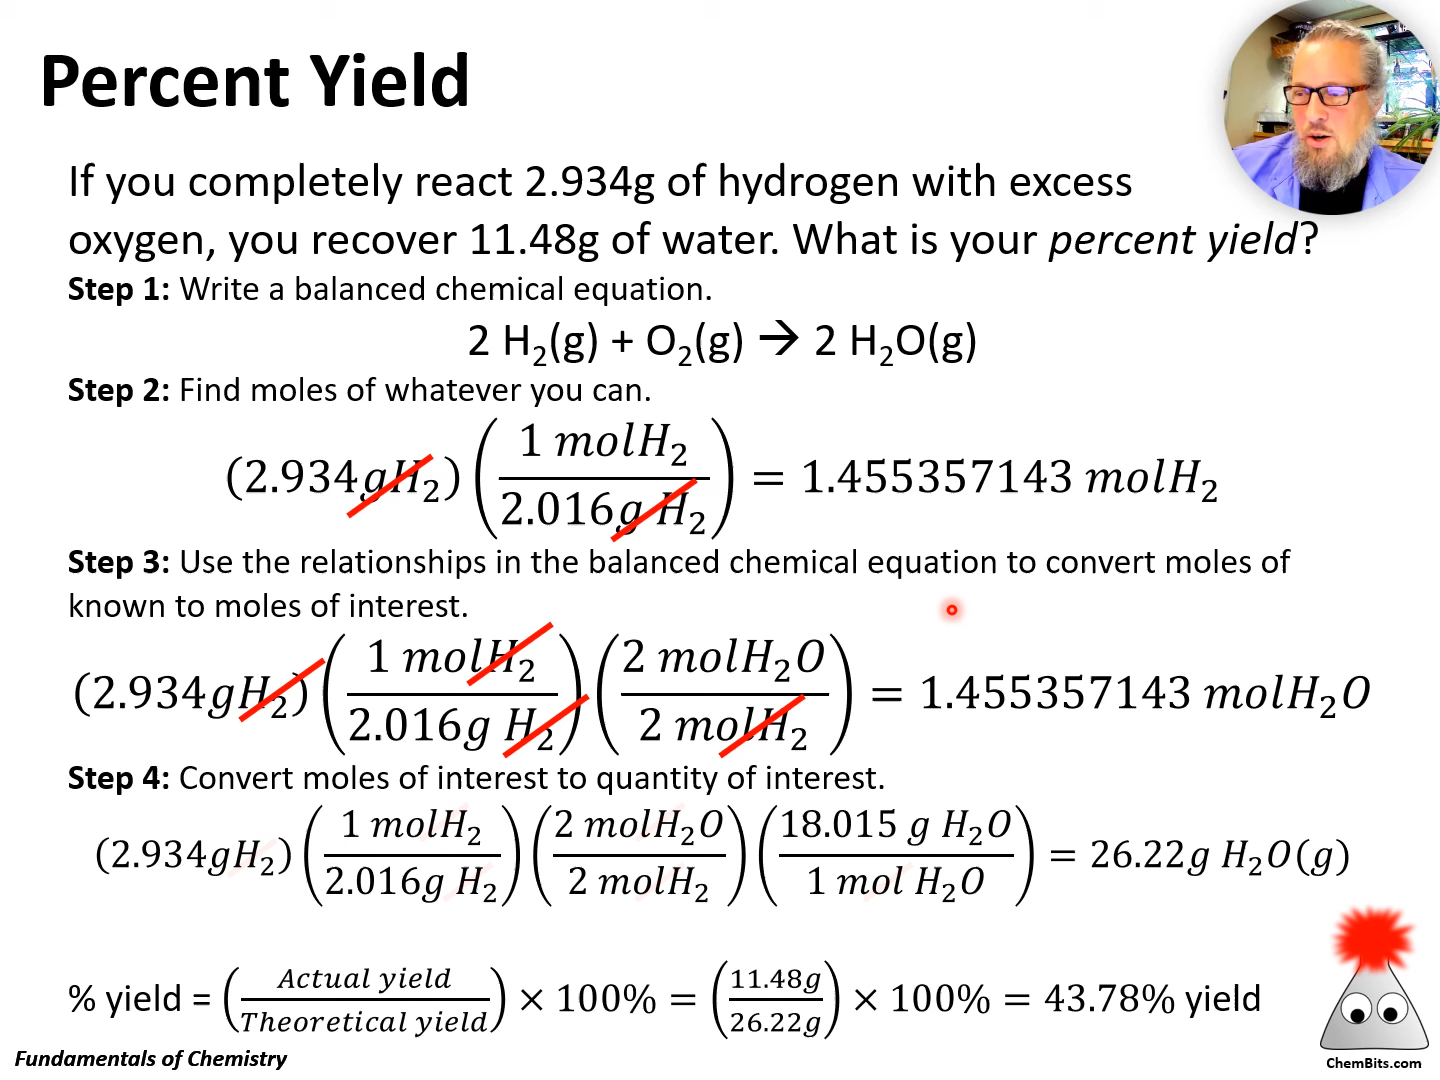 Percent Yield
If you completely react 2.934g of hydrogen with excess
oxygen, you recover 11.48g of water. What is your percent yield?
Step 1: Write a balanced chemical equation.
2 H₂(g) + O₂(g) → 2 H₂O(g)
Step 2: Find moles of whatever you can.
(2.934gH₂)(1 molH₂/2.016g H₂) = 1.455357143 molH₂
Step 3: Use the relationships in the balanced chemical equation to convert moles of
known to moles of interest.
(2.934gH₂)(1 molH₂/2.016g H₂)(2 molH₂O/2 molH₂) = 1.455357143 molH₂O
Step 4: Convert moles of interest to quantity of interest.
(2.934gH₂)(1 molH₂/2.016g H₂)(2 molH₂O/2 molH₂)(18.015 g H₂O/1 mol H₂O) = 26.22g H₂O(g)
% yield = (Actual yield/Theoretical yield) × 100% = (11.48g/26.22g) × 100% = 43.78% yield
Fundamentals of Chemistry
ChemBits.com